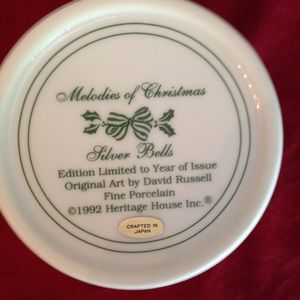 Melodies of Christmas
Silver Bells
Edition Limited to Year of Issue
Original Art by David Russell
Fine Porcelain
©1992 Heritage House Inc.®
CRAFTED IN
JAPAN